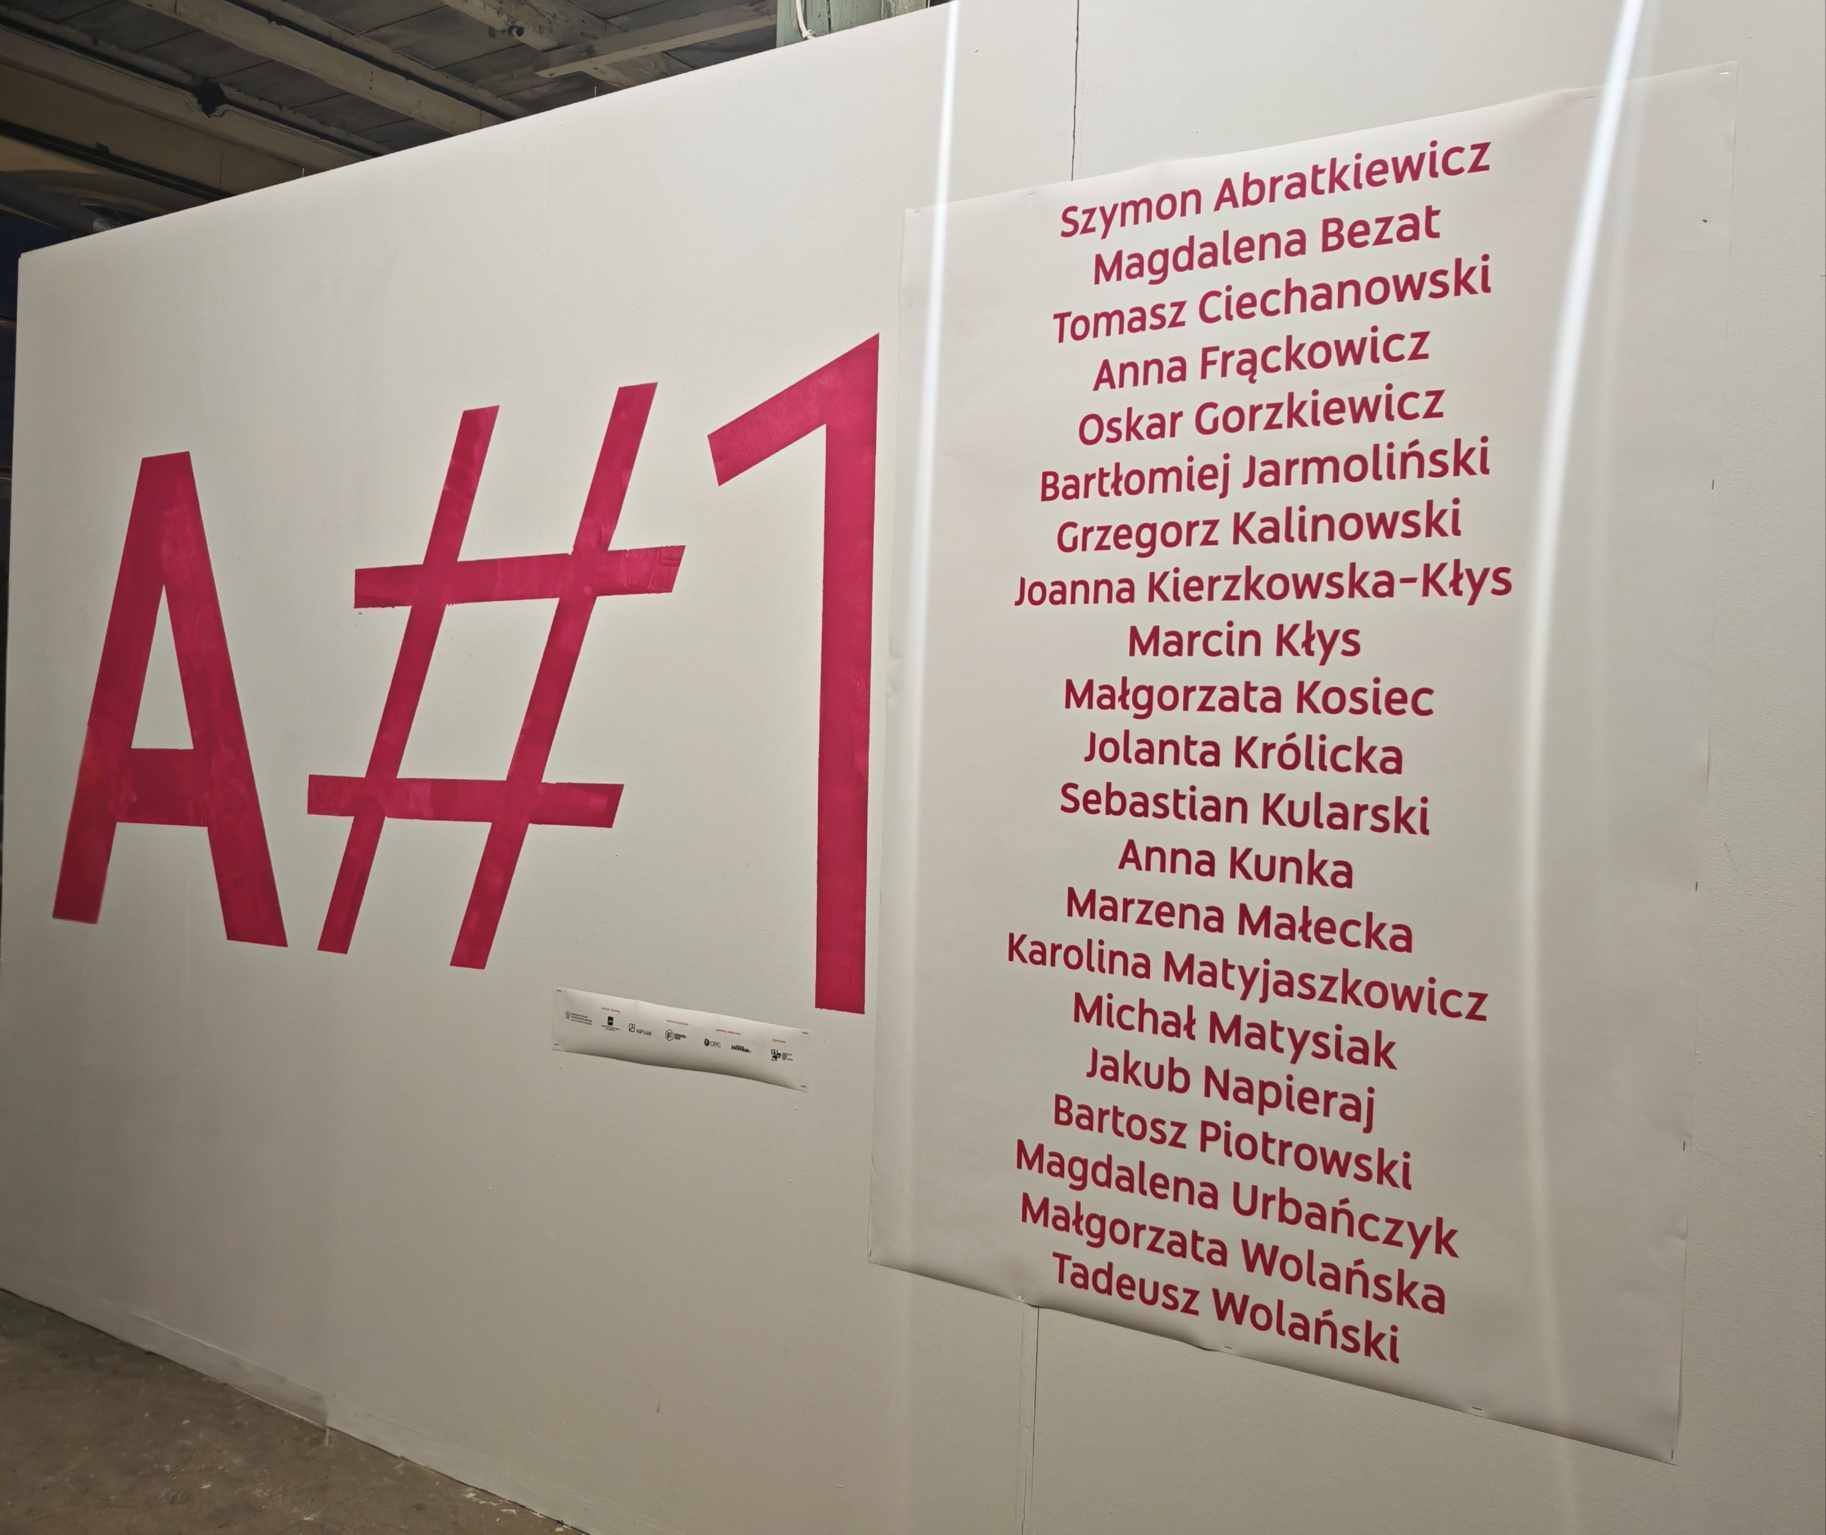 A#1
Szymon Abratkiewicz
Magdalena Bezat
Tomasz Ciechanowski
Anna Frąckowicz
Oskar Gorzkiewicz
Bartłomiej Jarmoliński
Grzegorz Kalinowski
Joanna Kierzkowska-Kłys
Marcin Kłys
Małgorzata Kosiec
Jolanta Królicka
Sebastian Kularski
Anna Kunka
Marzena Małecka
Karolina Matyjaszkowicz
Michał Matysiak
Jakub Napieraj
Bartosz Piotrowski
Magdalena Urbańczyk
Małgorzata Wolańska
Tadeusz Wolański